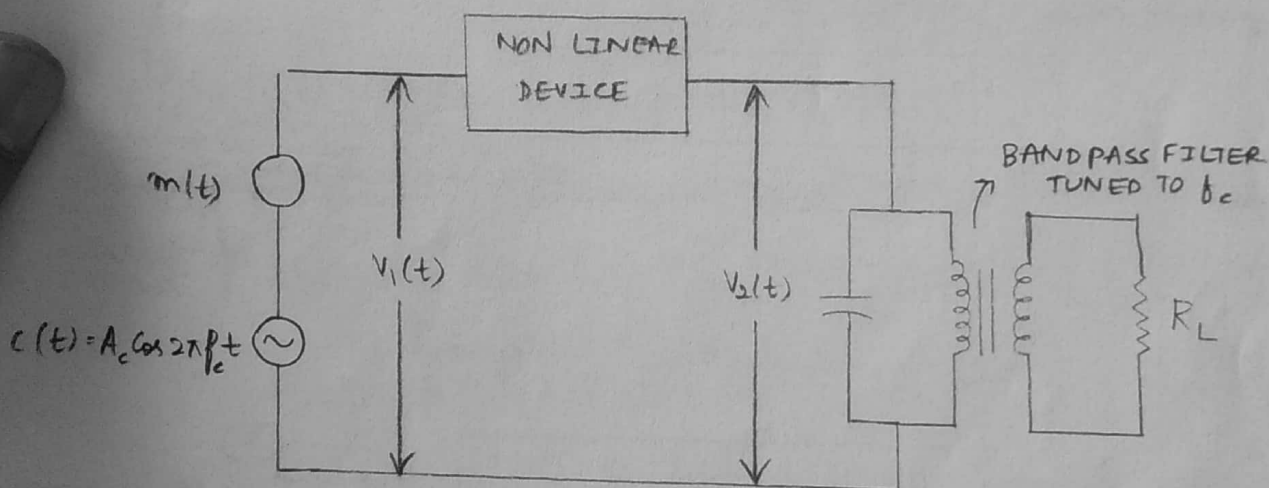 NON LINEAR
DEVICE
BANDPASS FILTER
TUNED TO fc
m(t)
V₁(t)
V₂(t)
RL
c(t) = Ac Cos 2πfct